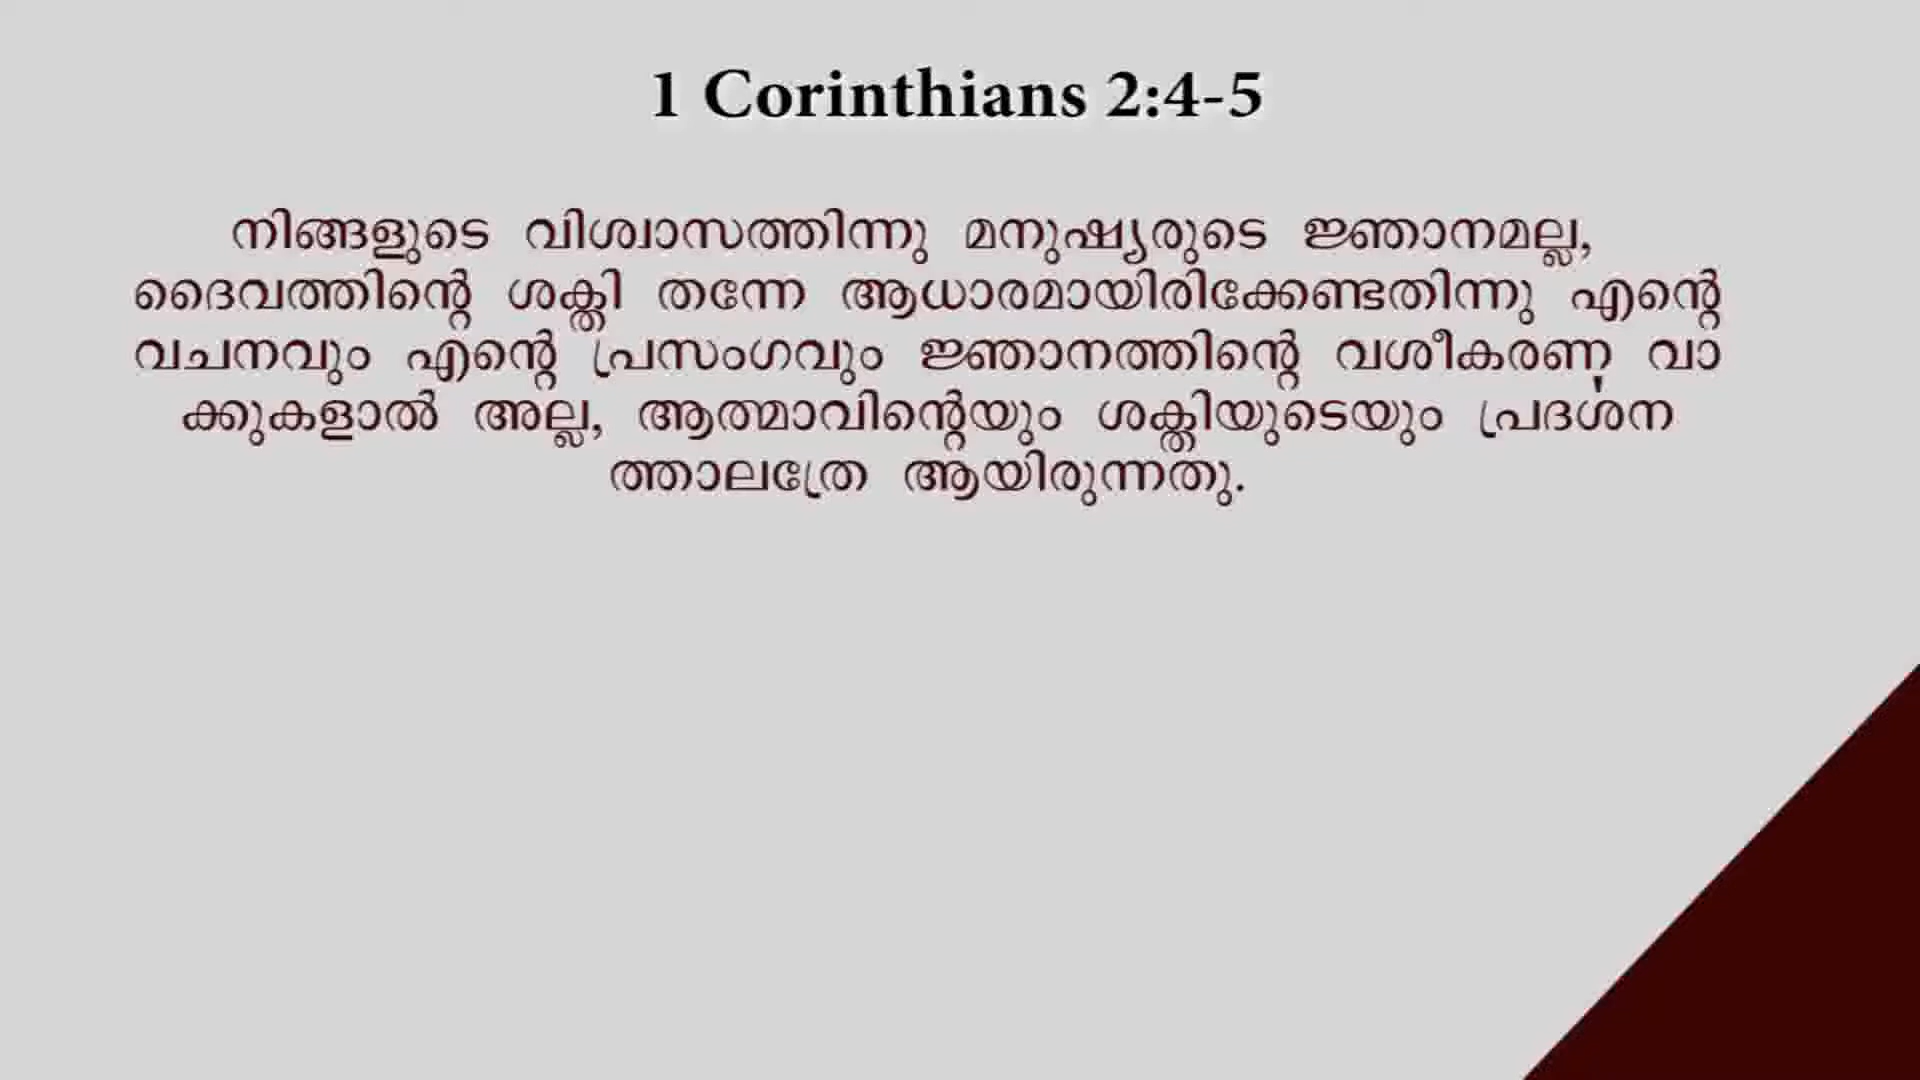 1 Corinthians 2:4-5
നിങ്ങളുടെ വിശ്വാസത്തിന്നു മനുഷ്യരുടെ ജ്ഞാനമല്ല,
ദൈവത്തിന്റെ ശക്തി തന്നേ ആധാരമായിരിക്കേണ്ടതിന്നു എന്റെ
വചനവും എന്റെ പ്രസംഗവും ജ്ഞാനത്തിന്റെ വശീകരണ വാ
ക്കുകളാൽ അല്ല, ആത്മാവിന്റെയും ശക്തിയുടെയും പ്രദൎശന
ത്താലത്രേ ആയിരുന്നതു.